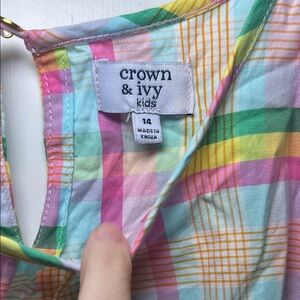 crown
& ivy
kids
14
MADE IN
CHINA